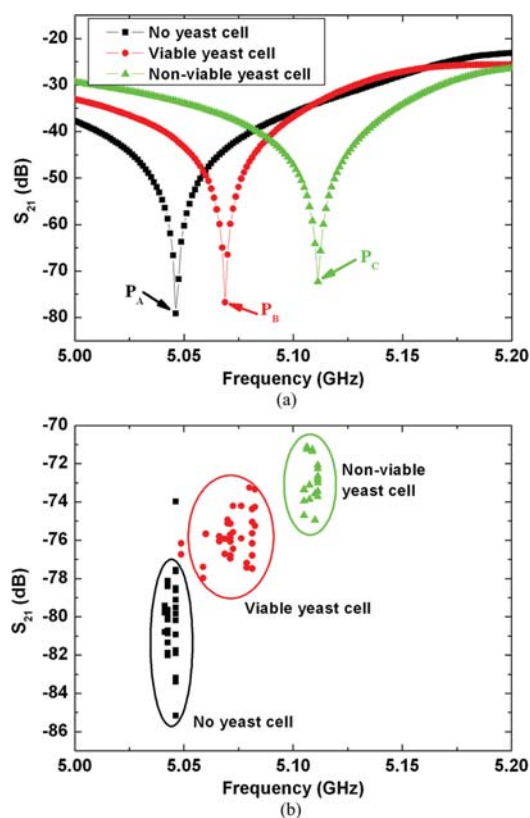 No yeast cell
Viable yeast cell
Non-viable yeast cell
-20
-30
-40
-50
-60
-70
-80
S21 (dB)
PA
PB
PC
5.00 5.05 5.10 5.15 5.20
Frequency (GHz)
(a)
-70
-72
-74
-76
-78
-80
-82
-84
-86
S21 (dB)
Non-viable
yeast cell
Viable yeast cell
No yeast cell
5.00 5.05 5.10 5.15 5.20
Frequency (GHz)
(b)